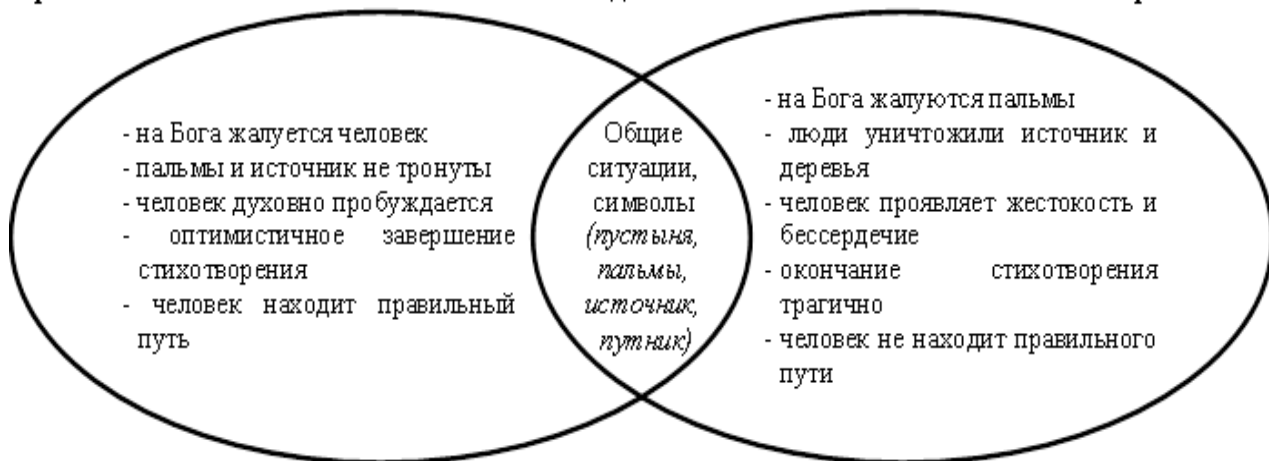 - на Бога жалуется человек
- пальмы и источник не тронуты
- человек духовно пробуждается
- оптимистичное завершение
стихотворения
- человек находит правильный
путь
Общие
ситуации,
символы
(пустыня,
пальмы,
источник,
путник)
- на Бога жалуются пальмы
- люди уничтожили источник и
деревья
- человек проявляет жестокость и
бессердечие
- окончание стихотворения
трагично
- человек не находит правильного
пути